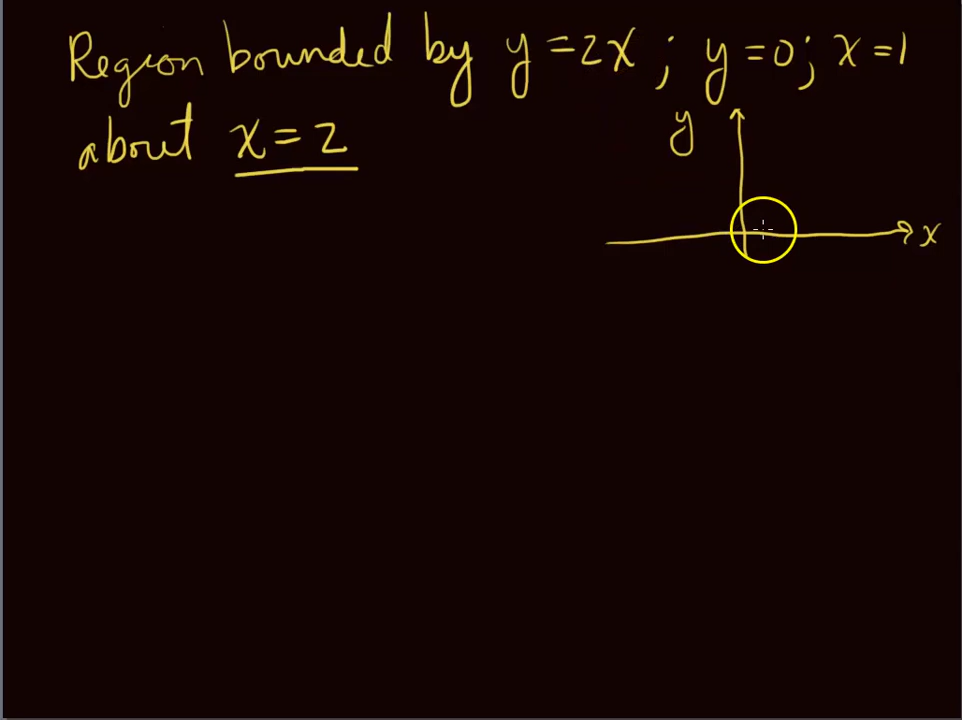 Region bounded by y = 2x ; y = 0 ; x = 1
about x = 2
y
x